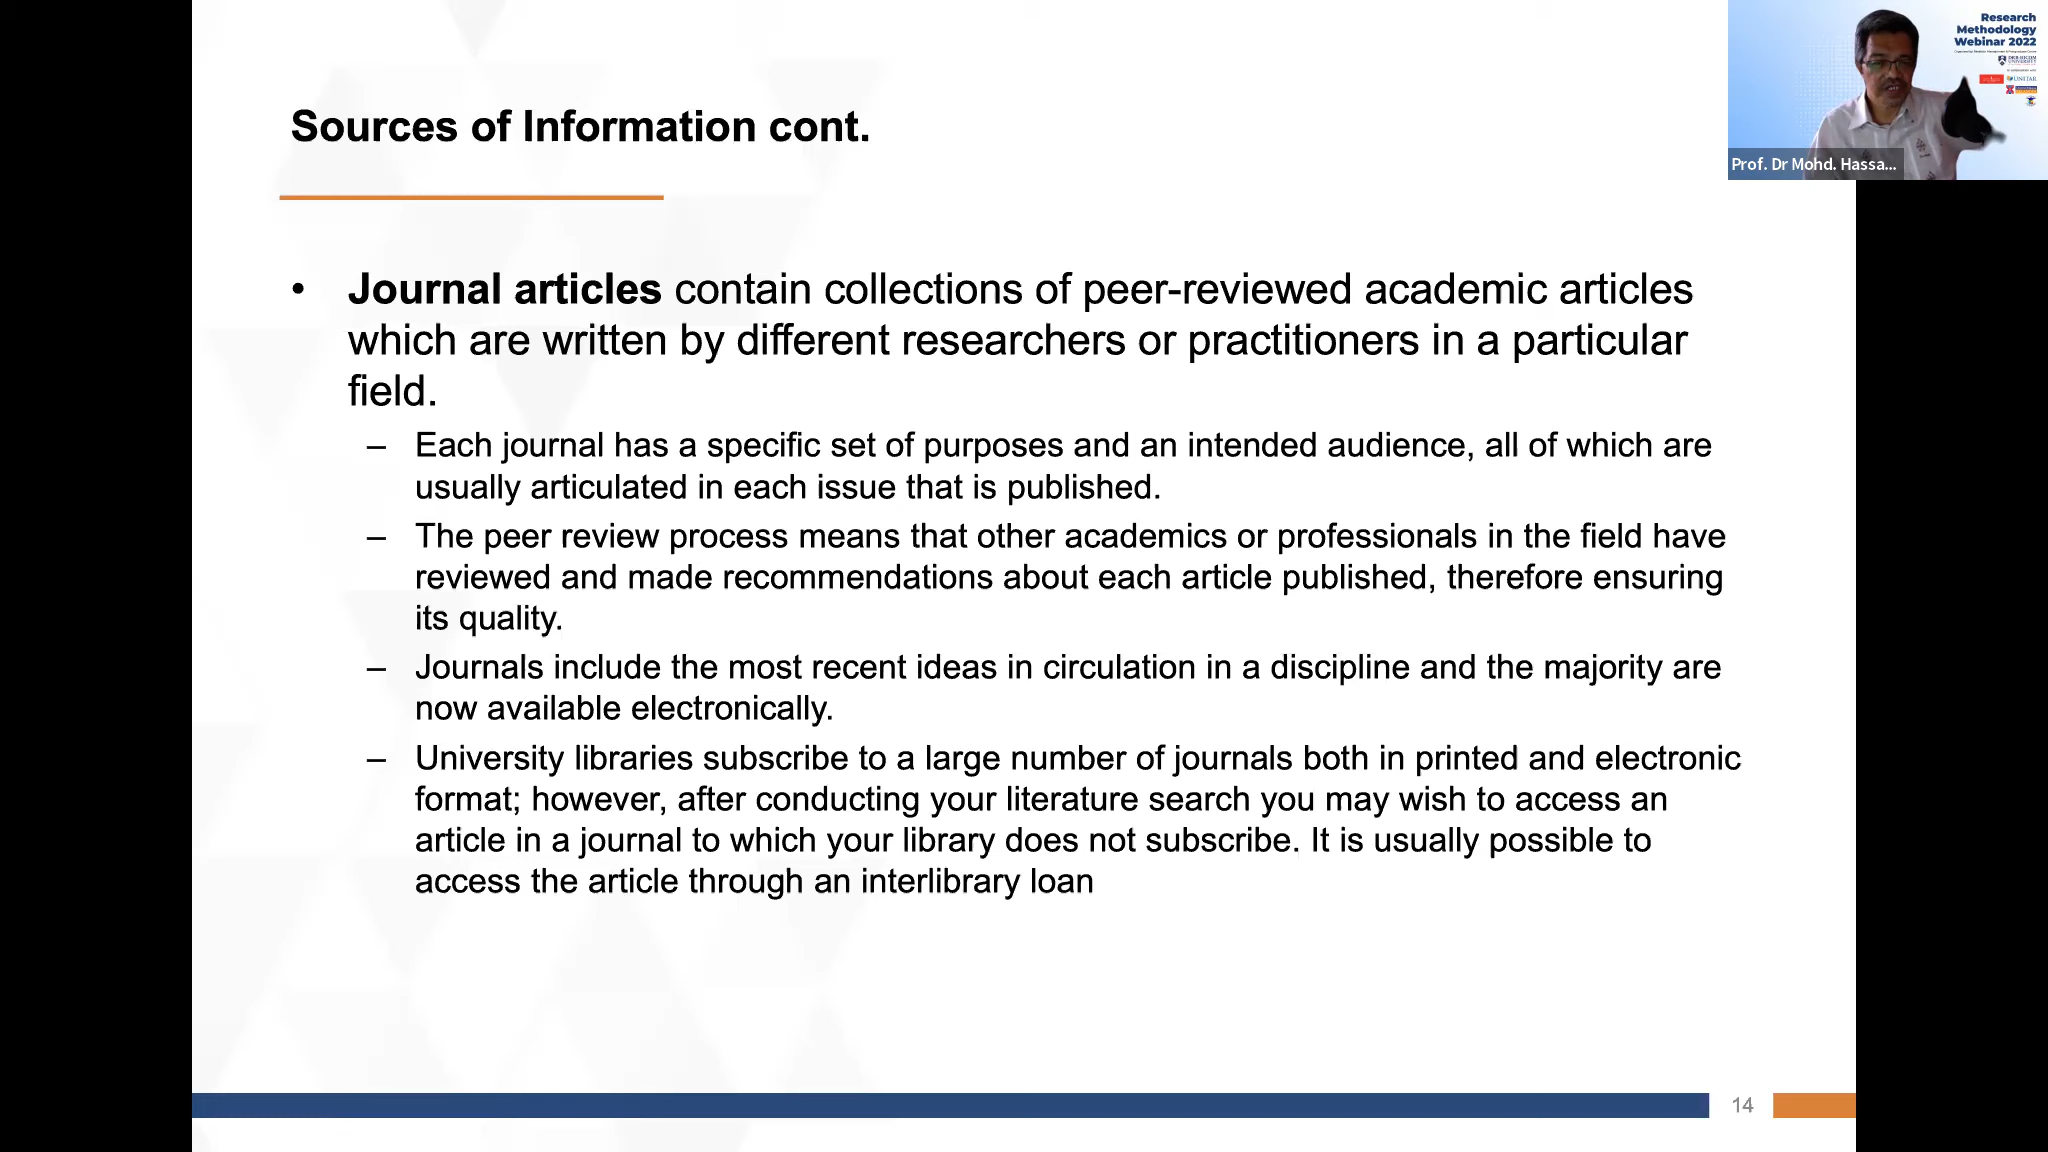 Sources of Information cont.
• Journal articles contain collections of peer-reviewed academic articles
which are written by different researchers or practitioners in a particular
field.
– Each journal has a specific set of purposes and an intended audience, all of which are
usually articulated in each issue that is published.
– The peer review process means that other academics or professionals in the field have
reviewed and made recommendations about each article published, therefore ensuring
its quality.
– Journals include the most recent ideas in circulation in a discipline and the majority are
now available electronically.
– University libraries subscribe to a large number of journals both in printed and electronic
format; however, after conducting your literature search you may wish to access an
article in a journal to which your library does not subscribe. It is usually possible to
access the article through an interlibrary loan
14
Research
Methodology
Webinar 2022
UNITAR
Prof. Dr Mohd. Hassa...